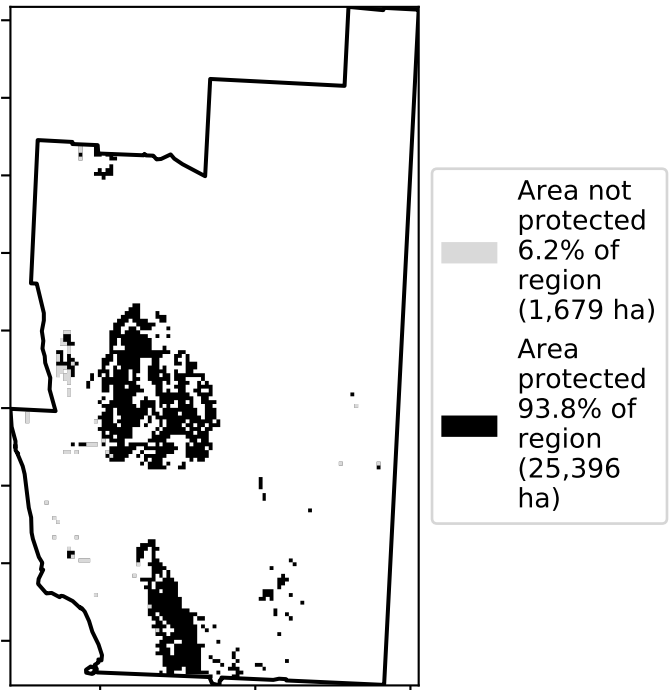 Area not
protected
6.2% of
region
(1,679 ha)
Area
protected
93.8% of
region
(25,396
ha)